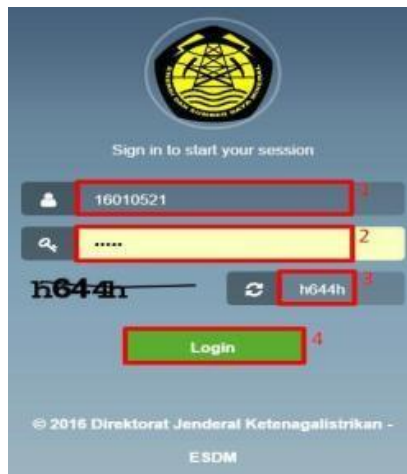 Sign in to start your session
16010521 1
••••• 2
h644h h644h 3
Login 4
© 2016 Direktorat Jenderal Ketenagalistrikan -
ESDM